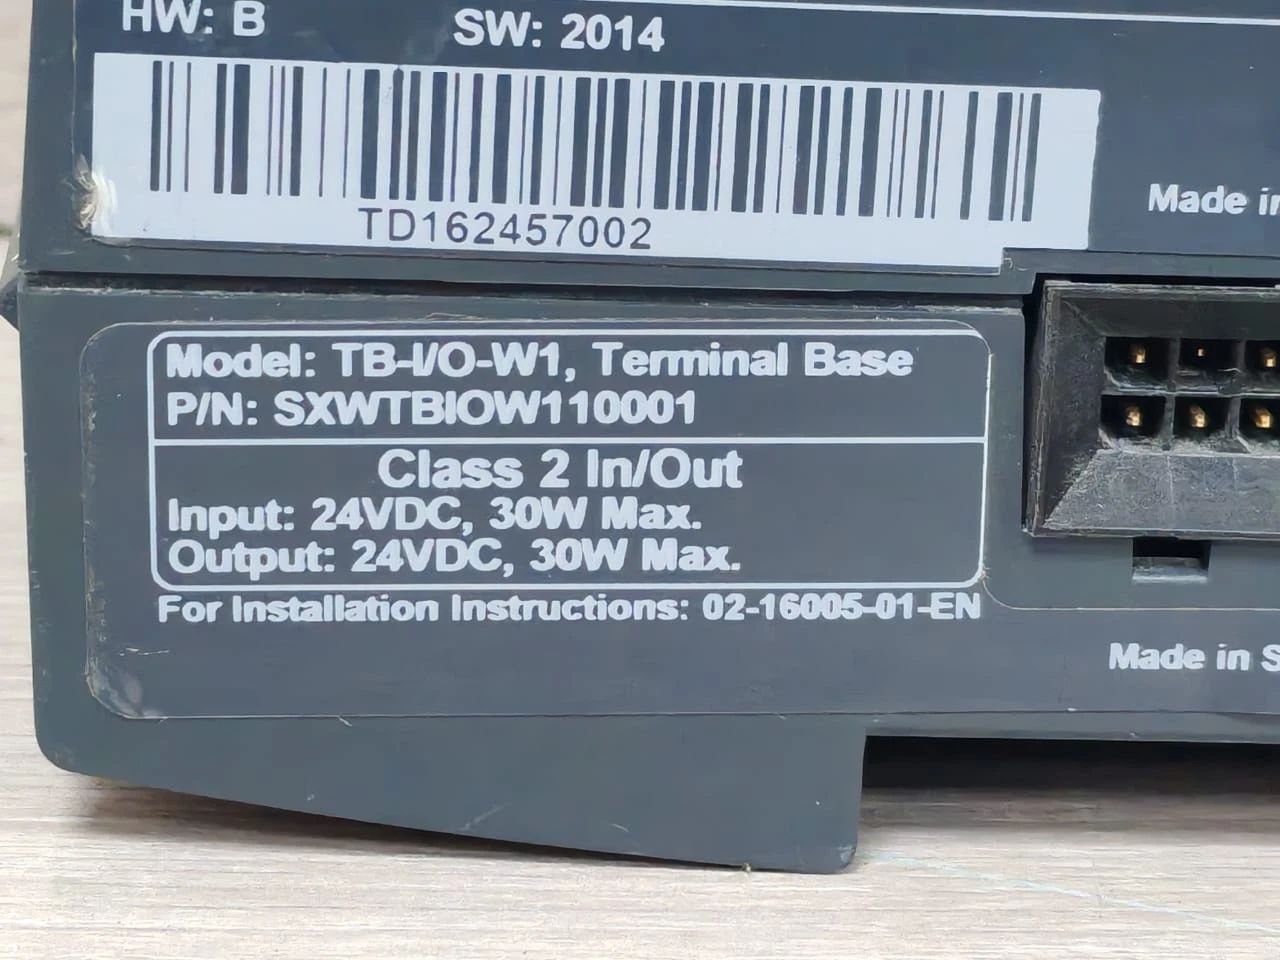 HW: B SW: 2014
Made in
TD162457002
Model: TB-I/O-W1, Terminal Base
P/N: SXWTBIOW110001
Class 2 In/Out
Input: 24VDC, 30W Max.
Output: 24VDC, 30W Max.
For Installation Instructions: 02-16005-01-EN
Made in S